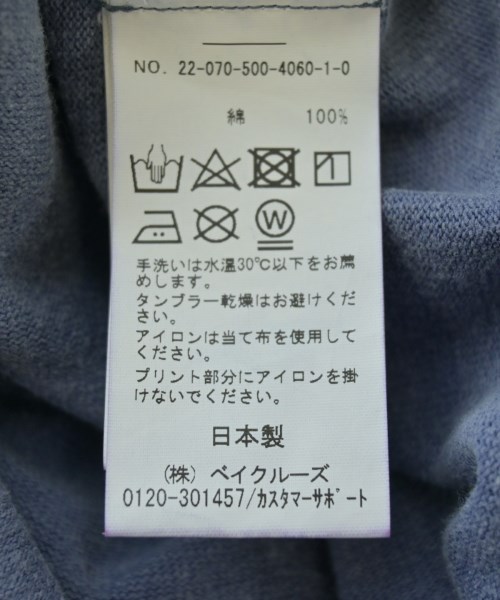 NO. 22-070-500-4060-1-0
綿 100%
W
手洗いは水温30℃以下をお薦
めします。
タンブラー乾燥はお避けくだ
さい。
アイロンは当て布を使用して
ください。
プリント部分にアイロンを掛
けないでください。
日本製
(株) ベイクルーズ
0120-301457/カスタマーサポート